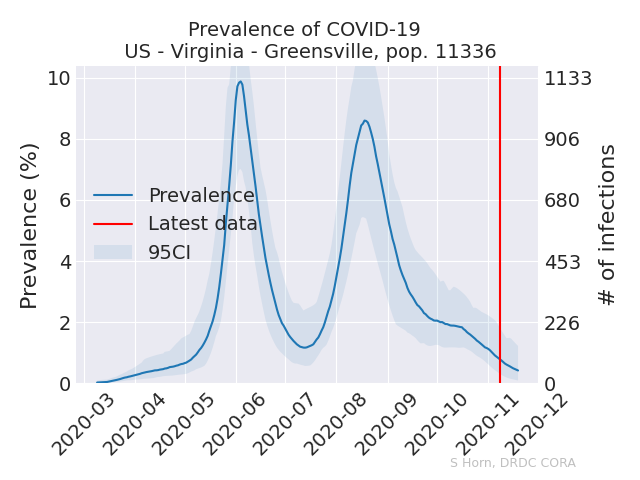 Prevalence of COVID-19
US - Virginia - Greensville, pop. 11336
Prevalence (%)
10
8
6
4
2
0
1133
906
680
453
226
0
# of infections
Prevalence
Latest data
95CI
2020-03
2020-04
2020-05
2020-06
2020-07
2020-08
2020-09
2020-10
2020-11
2020-12
S Horn, DRDC CORA